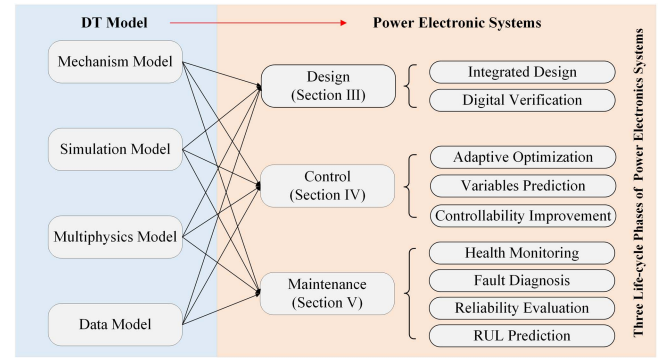 DT Model
Power Electronic Systems
Mechanism Model
Simulation Model
Multiphysics Model
Data Model
Design
(Section III)
Control
(Section IV)
Maintenance
(Section V)
Integrated Design
Digital Verification
Adaptive Optimization
Variables Prediction
Controllability Improvement
Health Monitoring
Fault Diagnosis
Reliability Evaluation
RUL Prediction
Three Life-cycle Phases of Power Electronics Systems